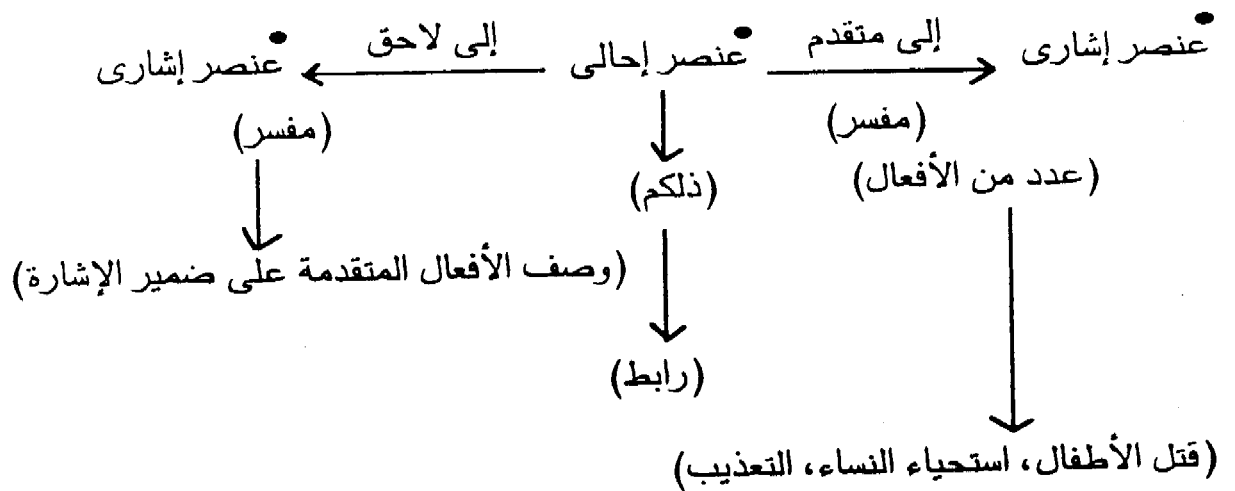 عنصر إشارى إلى متقدم عنصر إحالى إلى لاحق عنصر إشارى
(مفسر) (مفسر)
(عدد من الأفعال) (ذلكم)
(وصف الأفعال المتقدمة على ضمير الإشارة)
(رابط)
(قتل الأطفال، استحياء النساء، التعذيب)